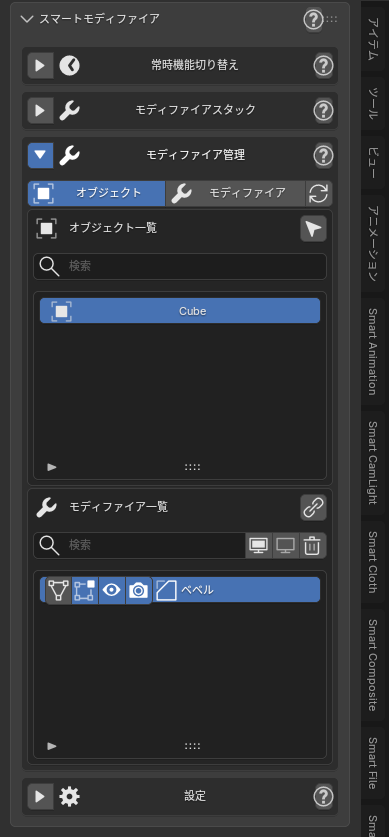 スマートモディファイア
常時機能切り替え
モディファイアスタック
モディファイア管理
オブジェクト
モディファイア
オブジェクト一覧
検索
Cube
モディファイア一覧
検索
ベベル
設定
アイテム
ツール
ビュー
アニメーション
Smart Animation
Smart CamLight
Smart Cloth
Smart Composite
Smart File